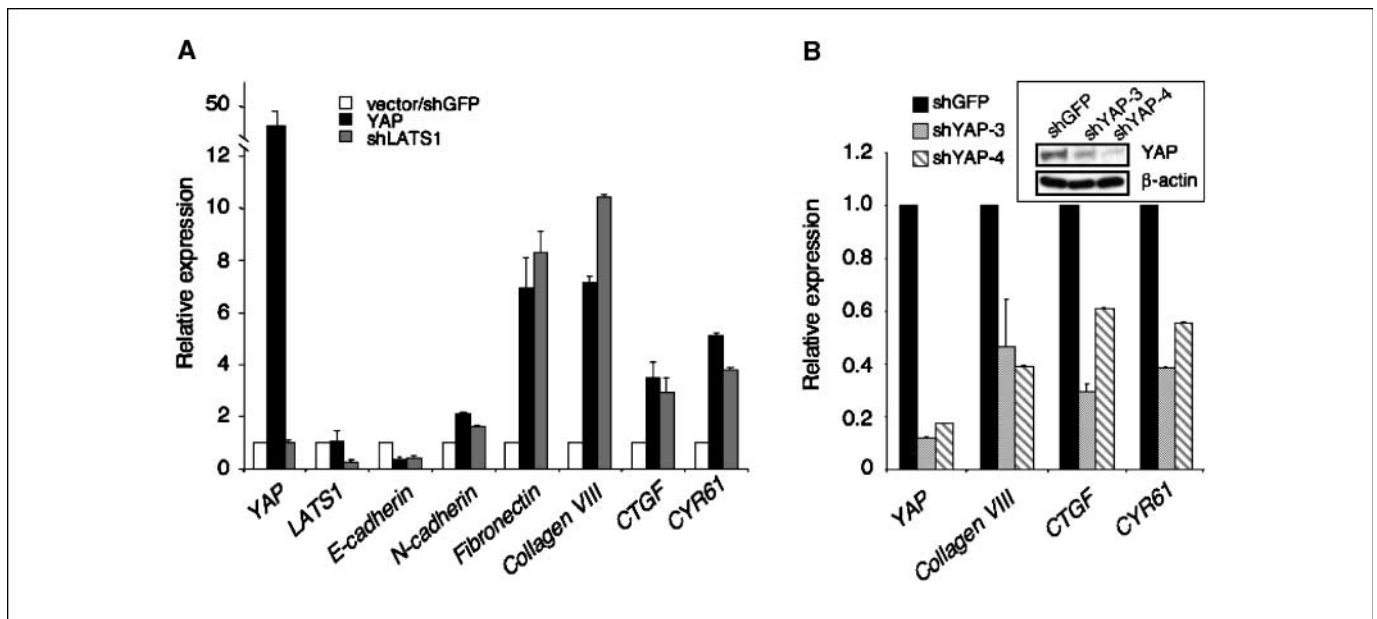 A
Relative expression
50
12
10
8
6
4
2
0
vector/shGFP
YAP
shLATS1
YAP
LATS1
E-cadherin
N-cadherin
Fibronectin
Collagen VIII
CTGF
CYR61
B
shGFP
shYAP-3
shYAP-4
shGFP
shYAP-3
shYAP-4
YAP
β-actin
Relative expression
1.2
1.0
0.8
0.6
0.4
0.2
0
YAP
Collagen VIII
CTGF
CYR61